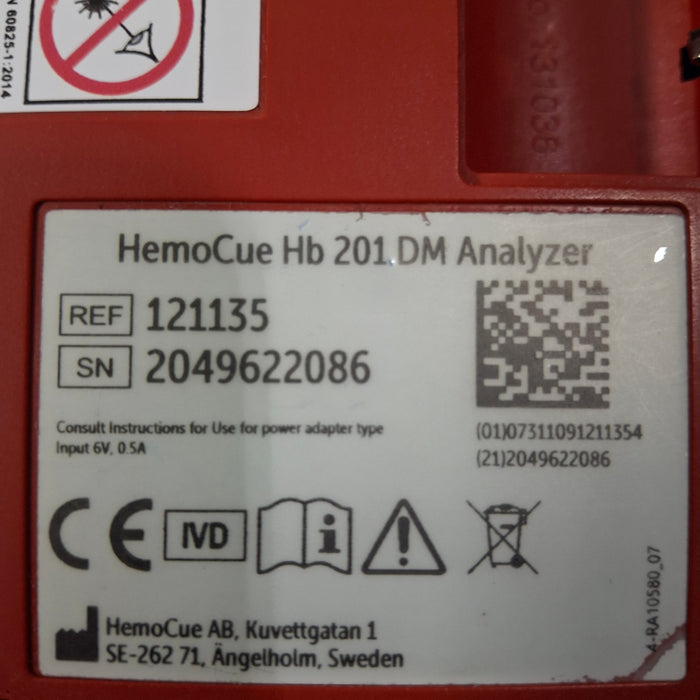 N 60825-1:2014
o. 131036
HemoCue Hb 201 DM Analyzer
REF 121135
SN 2049622086
Consult Instructions for Use for power adapter type
Input 6V, 0.5A
(01)07311091211354
(21)2049622086
CE IVD i
HemoCue AB, Kuvettgatan 1
SE-262 71, Ängelholm, Sweden
4-RA10580_07